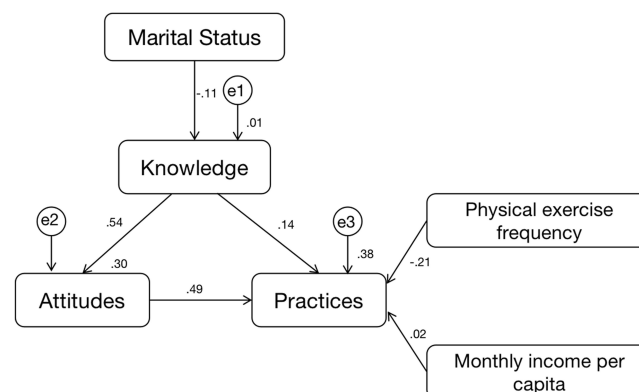 Marital Status
-.11
e1
.01
Knowledge
e2
.54
.14
e3
Physical exercise
frequency
.30
.38
-.21
Attitudes
.49
Practices
.02
Monthly income per
capita